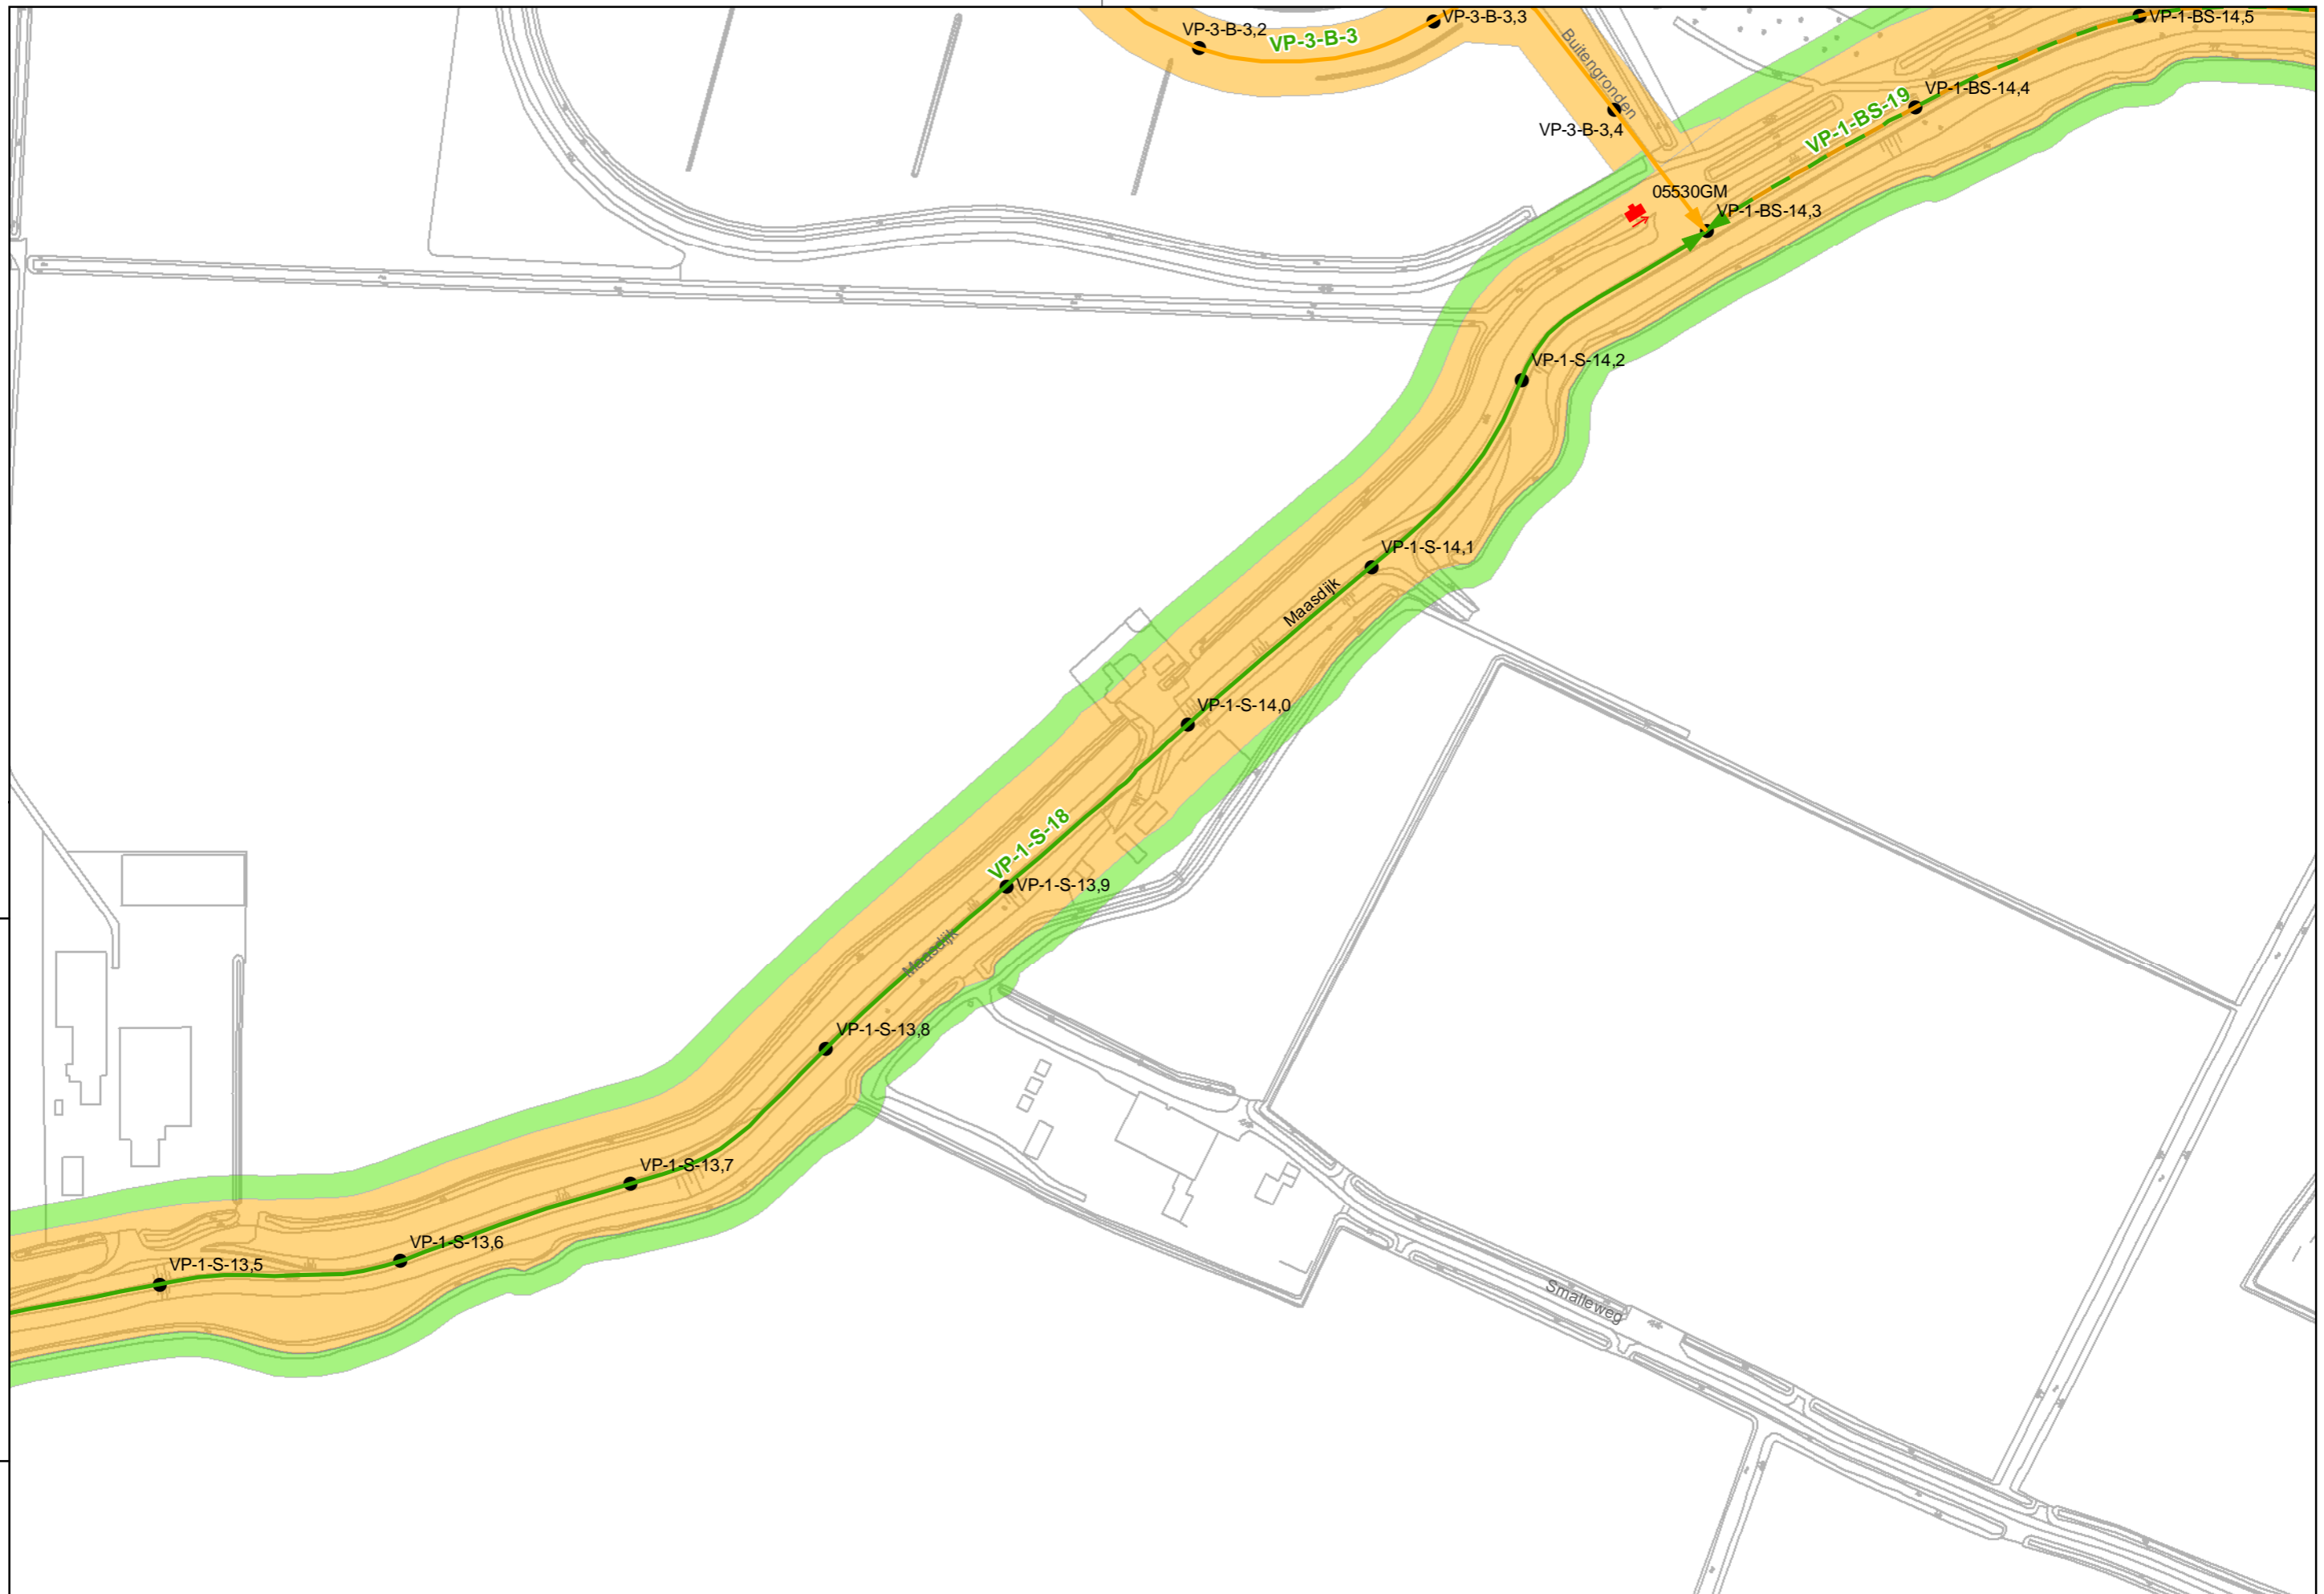 VP-3-B-3,2
VP-3-B-3
VP-3-B-3,3
Buitengronden
VP-1-BS-14,5
VP-1-BS-14,4
VP-1-BS-19
VP-3-B-3,4
05530GM
VP-1-BS-14,3
VP-1-S-14,2
VP-1-S-14,1
Maasdijk
VP-1-S-14,0
VP-1-S-18
VP-1-S-13,9
Maasdijk
VP-1-S-13,8
VP-1-S-13,7
VP-1-S-13,6
VP-1-S-13,5
Smalleweg